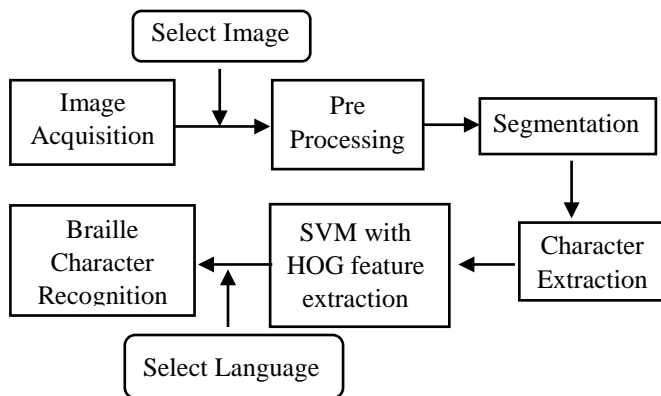 Select Image
Image
Acquisition
Pre
Processing
Segmentation
Braille
Character
Recognition
SVM with
HOG feature
extraction
Character
Extraction
Select Language